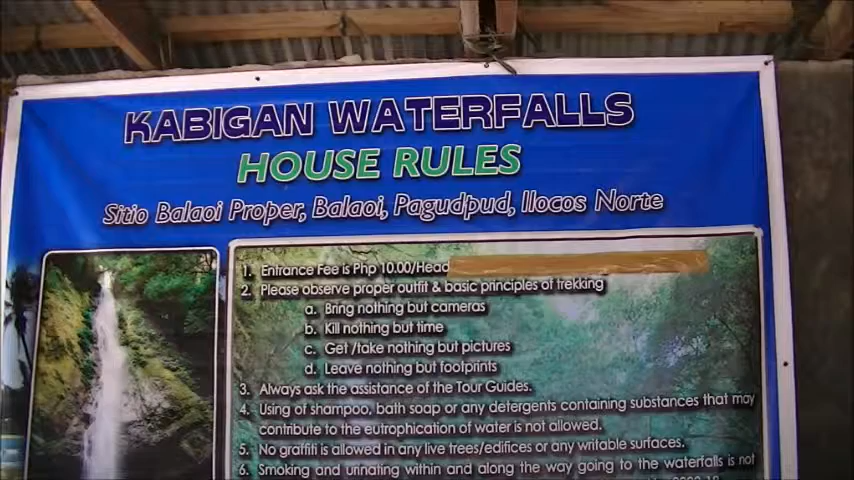 KABIGAN WATERFALLS
HOUSE RULES
Sitio Balaoi Proper, Balaoi, Pagudpud, Ilocos Norte
1. Entrance Fee is Php 10.00/Head
2. Please observe proper outfit & basic principles of trekking
a. Bring nothing but cameras
b. Kill nothing but time
c. Get/Take nothing but pictures
d. Leave nothing but footprint
3. Always ask the assistance of the Tour Guides
4. Using of shampoo, bath soap or any Detergents containing substances that may
contribute to the Eutrophication of the waterfalls is not allowed.
5. No Graffiti is allowed in any living trees/edifices or writable surfaces.
6. Smoking and urinating within and along the way going to the waterfalls is not